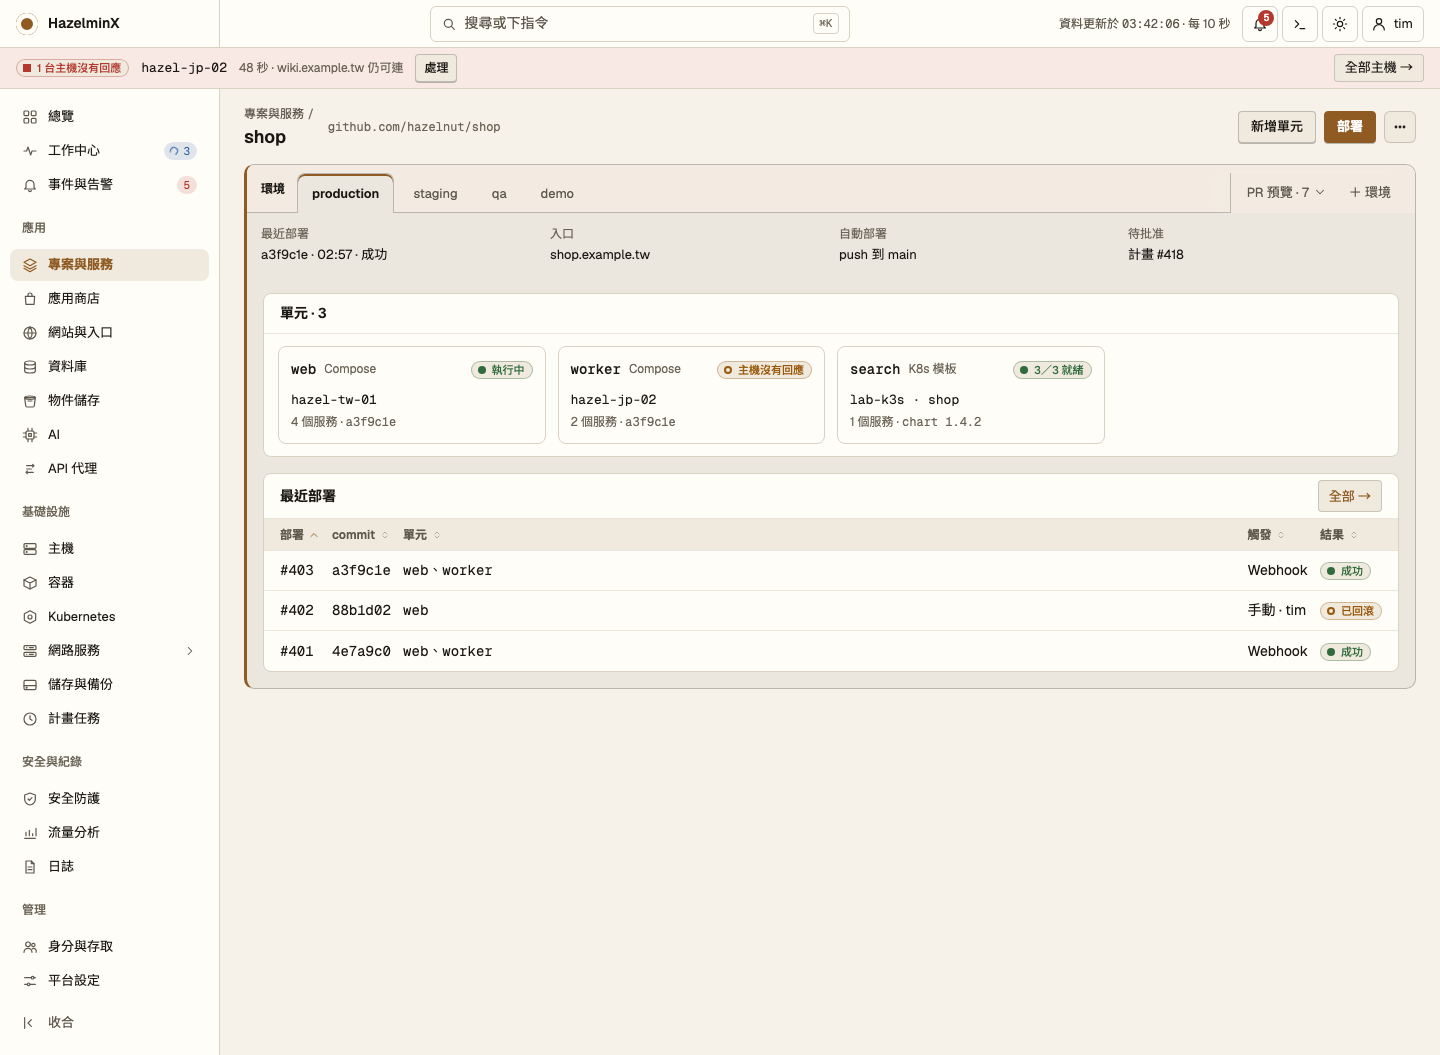 HazelminX
搜尋或下指令
⌘K
資料更新於 03:42:06 · 每 10 秒
5
tim
1 台主機沒有回應
hazel-jp-02
48 秒 · wiki.example.tw 仍可連
處理
全部主機 →
總覽
工作中心
3
事件與告警
5
應用
專案與服務
應用商店
網站與入口
資料庫
物件儲存
AI
API 代理
基礎設施
主機
容器
Kubernetes
網路服務
儲存與備份
計畫任務
安全與紀錄
安全防護
流量分析
日誌
管理
身分與存取
平台設定
收合
專案與服務 /
shop
github.com/hazelnut/shop
新增單元
部署
環境
production
staging
qa
demo
PR 預覽 · 7
環境
最近部署
a3f9c1e · 02:57 · 成功
入口
shop.example.tw
自動部署
push 到 main
待批准
計畫 #418
單元 · 3
web Compose
執行中
hazel-tw-01
4 個服務 · a3f9c1e
worker Compose
主機沒有回應
hazel-jp-02
2 個服務 · a3f9c1e
search K8s 模板
3／3 就緒
lab-k3s · shop
1 個服務 · chart 1.4.2
最近部署
全部 →
部署 commit 單元 觸發 結果
#403 a3f9c1e web、worker Webhook 成功
#402 88b1d02 web 手動 · tim 已回滾
#401 4e7a9c0 web、worker Webhook 成功